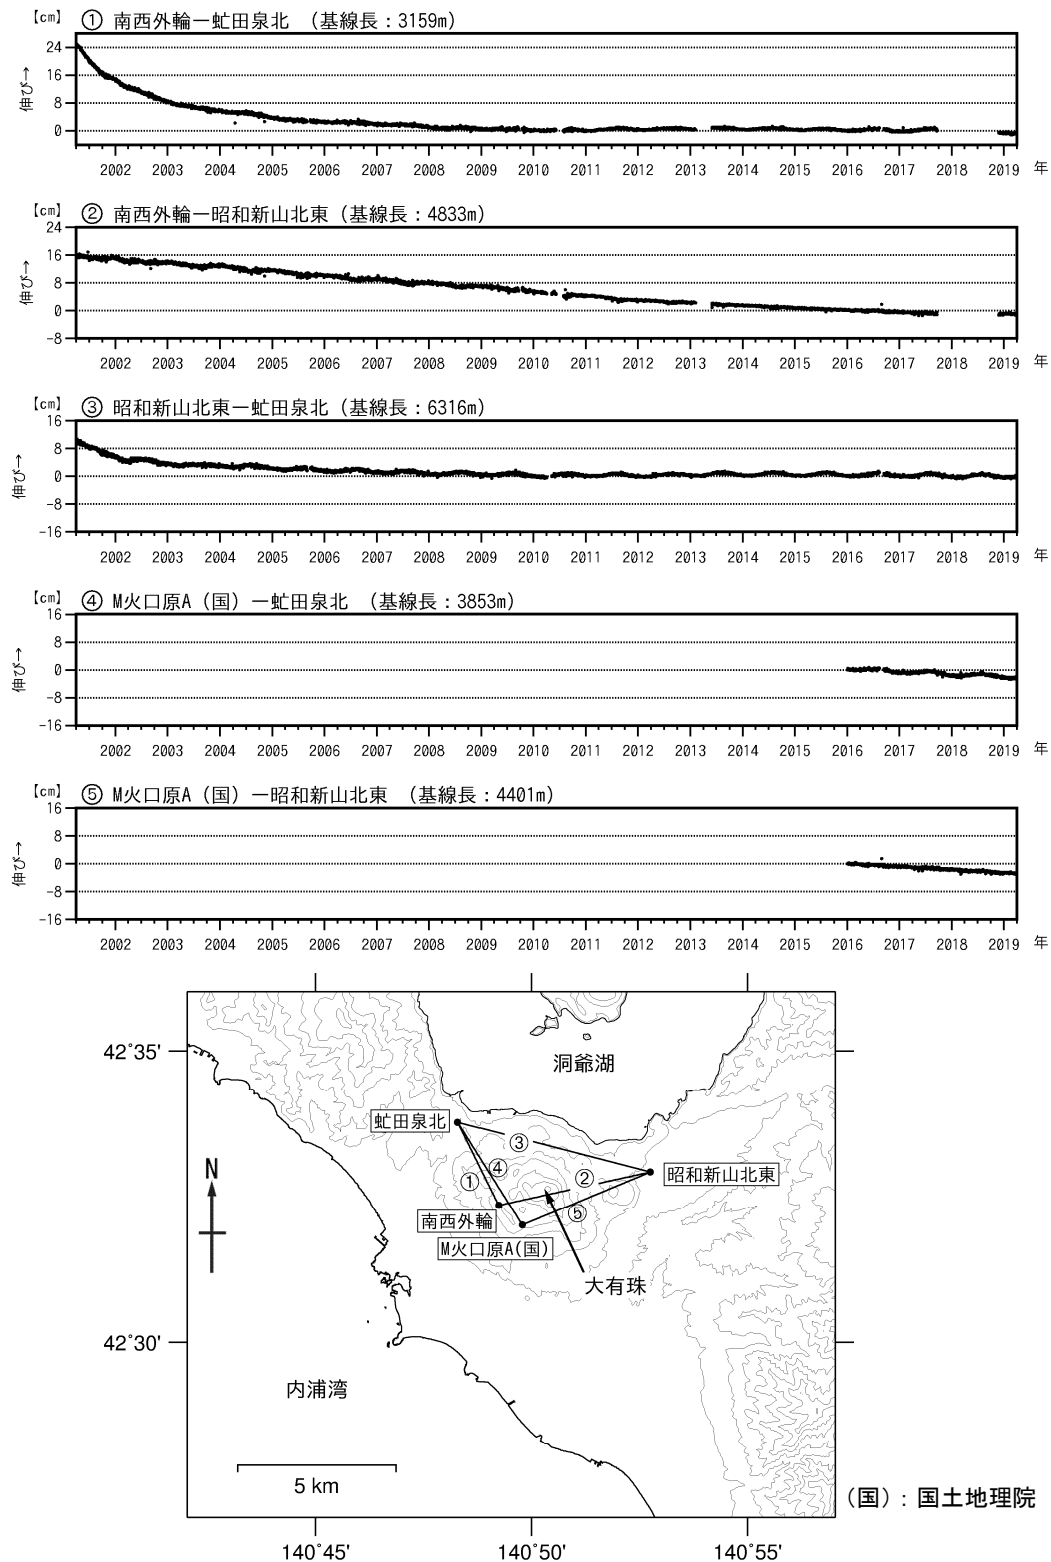 【cm】 ① 南西外輪ー虻田泉北 （基線長：3159m）
24
16
8
0
伸び→
2002 2003 2004 2005 2006 2007 2008 2009 2010 2011 2012 2013 2014 2015 2016 2017 2018 2019 年
【cm】 ② 南西外輪ー昭和新山北東（基線長：4833m）
24
16
8
0
-8
伸び→
2002 2003 2004 2005 2006 2007 2008 2009 2010 2011 2012 2013 2014 2015 2016 2017 2018 2019 年
【cm】 ③ 昭和新山北東ー虻田泉北（基線長：6316m）
16
8
0
-8
-16
伸び→
2002 2003 2004 2005 2006 2007 2008 2009 2010 2011 2012 2013 2014 2015 2016 2017 2018 2019 年
【cm】 ④ M火口原A（国）ー虻田泉北 （基線長：3853m）
16
8
0
-8
-16
伸び→
2002 2003 2004 2005 2006 2007 2008 2009 2010 2011 2012 2013 2014 2015 2016 2017 2018 2019 年
【cm】 ⑤ M火口原A（国）ー昭和新山北東 （基線長：4401m）
16
8
0
-8
-16
伸び→
2002 2003 2004 2005 2006 2007 2008 2009 2010 2011 2012 2013 2014 2015 2016 2017 2018 2019 年
42°35'
洞爺湖
虻田泉北
③
N
④
①
②
昭和新山北東
⑤
南西外輪
M火口原A(国)
大有珠
42°30'
内浦湾
5 km
（国）：国土地理院
140°45' 140°50' 140°55'